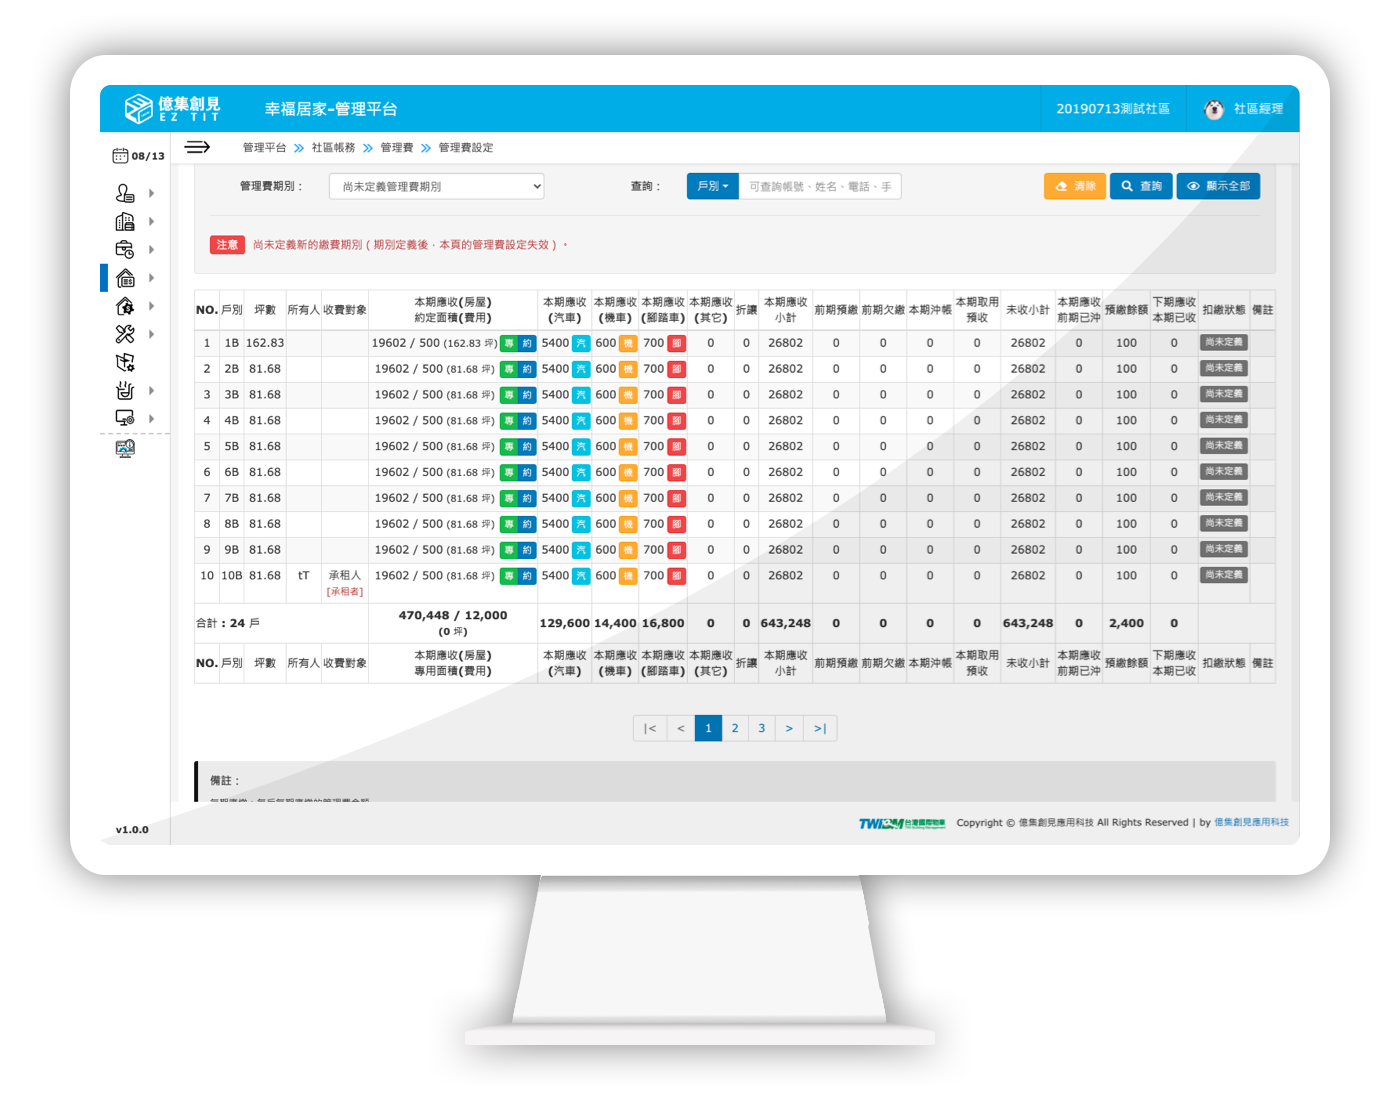 億集創見
EZ TIT
幸福居家-管理平台
20190713測試社區
社區經理
08/13
管理平台 » 社區帳務 » 管理費 » 管理費設定
管理費期別：
尚未定義管理費期別
查詢：
戶別
可查詢帳號、姓名、電話、手
清除
查詢
顯示全部
注意 尚未定義新的繳費期別 ( 期別定義後，本頁的管理費設定失效 ) 。
NO. 戶別 坪數 所有人 收費對象 本期應收(房屋) 約定面積(費用) 本期應收(汽車) 本期應收(機車) 本期應收(腳踏車) 本期應收(其它) 折讓 本期應收小計 前期預繳 前期欠繳 本期沖帳 本期取用預收 未收小計 本期應收前期已沖 預繳餘額 下期應收本期已收 扣繳狀態 備註
1 1B 162.83 19602 / 500 (162.83 坪) 專 約 5400 汽 600 機 700 腳 0 0 26802 0 0 0 0 26802 0 100 0 尚未定義
2 2B 81.68 19602 / 500 (81.68 坪) 專 約 5400 汽 600 機 700 腳 0 0 26802 0 0 0 0 26802 0 100 0 尚未定義
3 3B 81.68 19602 / 500 (81.68 坪) 專 約 5400 汽 600 機 700 腳 0 0 26802 0 0 0 0 26802 0 100 0 尚未定義
4 4B 81.68 19602 / 500 (81.68 坪) 專 約 5400 汽 600 機 700 腳 0 0 26802 0 0 0 0 26802 0 100 0 尚未定義
5 5B 81.68 19602 / 500 (81.68 坪) 專 約 5400 汽 600 機 700 腳 0 0 26802 0 0 0 0 26802 0 100 0 尚未定義
6 6B 81.68 19602 / 500 (81.68 坪) 專 約 5400 汽 600 機 700 腳 0 0 26802 0 0 0 0 26802 0 100 0 尚未定義
7 7B 81.68 19602 / 500 (81.68 坪) 專 約 5400 汽 600 機 700 腳 0 0 26802 0 0 0 0 26802 0 100 0 尚未定義
8 8B 81.68 19602 / 500 (81.68 坪) 專 約 5400 汽 600 機 700 腳 0 0 26802 0 0 0 0 26802 0 100 0 尚未定義
9 9B 81.68 19602 / 500 (81.68 坪) 專 約 5400 汽 600 機 700 腳 0 0 26802 0 0 0 0 26802 0 100 0 尚未定義
10 10B 81.68 tT 承租人 [承租者] 19602 / 500 (81.68 坪) 專 約 5400 汽 600 機 700 腳 0 0 26802 0 0 0 0 26802 0 100 0 尚未定義
合計：24 戶 470,448 / 12,000 (0 坪) 129,600 14,400 16,800 0 0 643,248 0 0 0 0 643,248 0 2,400 0
NO. 戶別 坪數 所有人 收費對象 本期應收(房屋) 專用面積(費用) 本期應收(汽車) 本期應收(機車) 本期應收(腳踏車) 本期應收(其它) 折讓 本期應收小計 前期預繳 前期欠繳 本期沖帳 本期取用預收 未收小計 本期應收前期已沖 預繳餘額 下期應收本期已收 扣繳狀態 備註
|< < 1 2 3 > >|
備註：
v1.0.0
台灣國際物業 Copyright © 億集創見應用科技 All Rights Reserved | by 億集創見應用科技